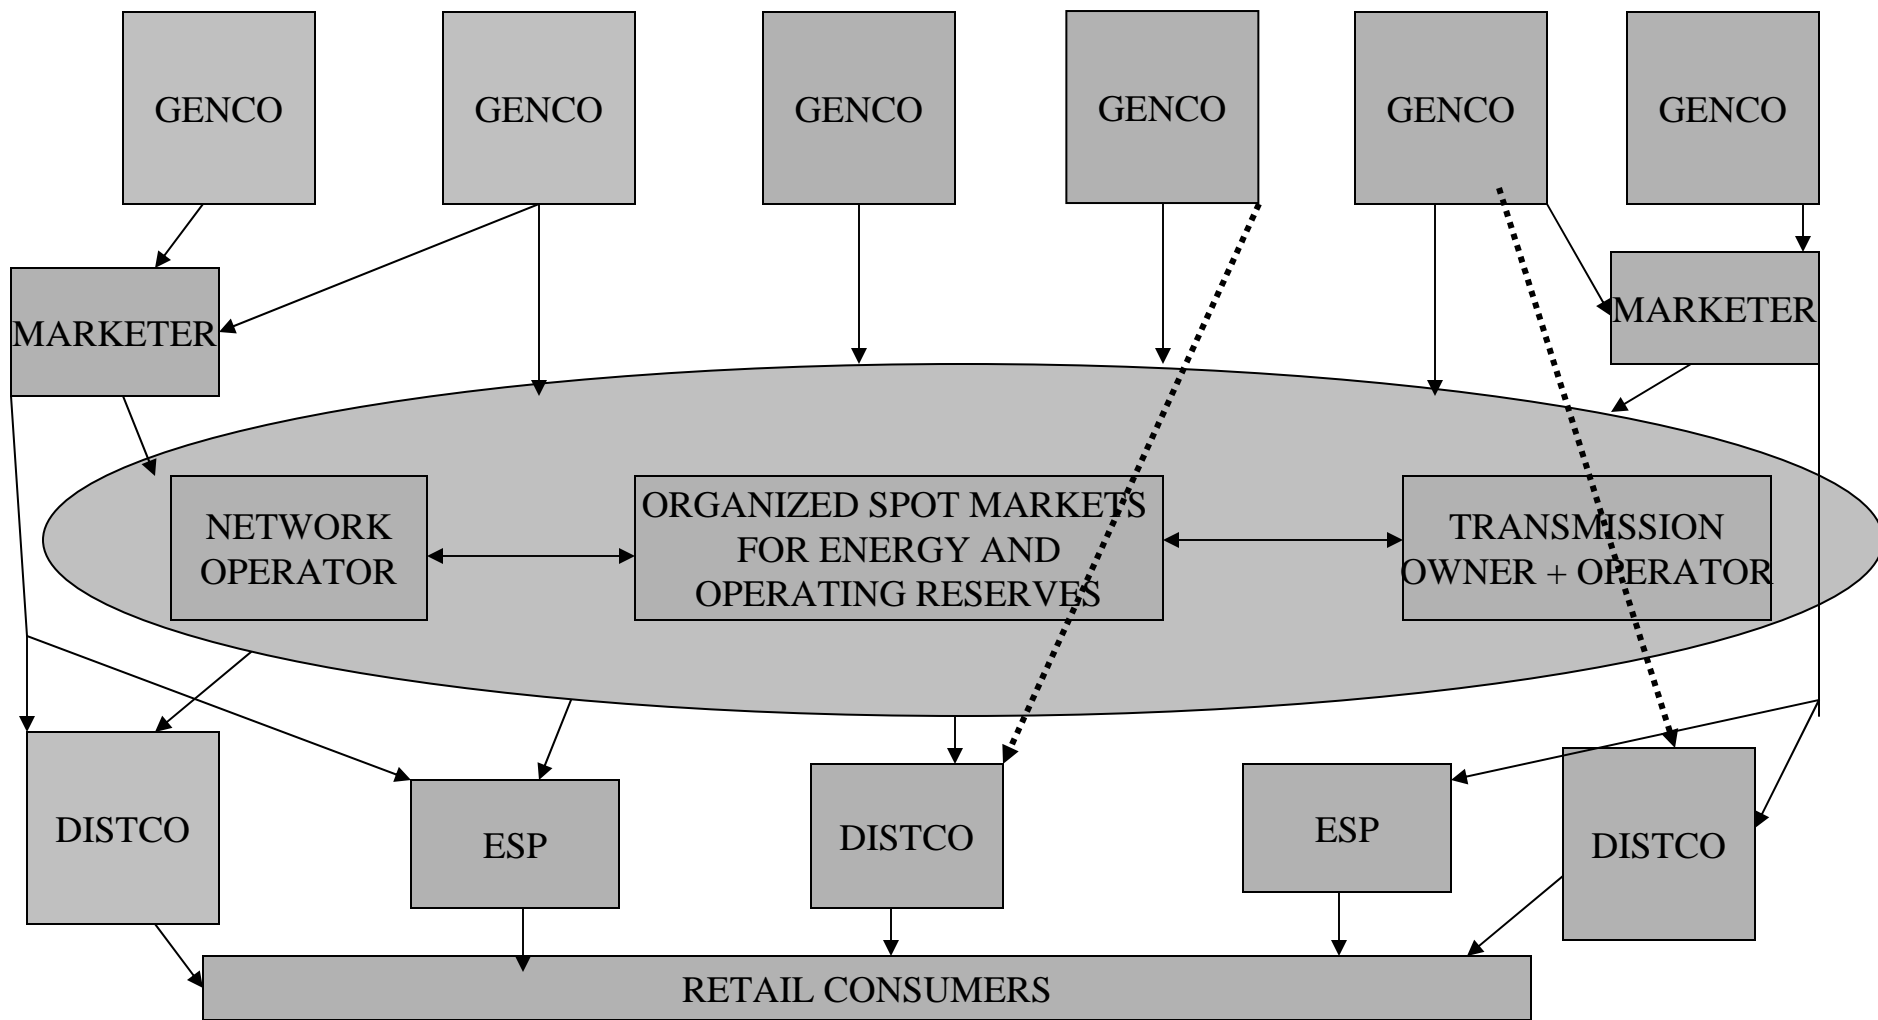 GENCO
GENCO
GENCO
GENCO
GENCO
GENCO
MARKETER
MARKETER
NETWORK
OPERATOR
ORGANIZED SPOT MARKETS
FOR ENERGY AND
OPERATING RESERVES
TRANSMISSION
OWNER + OPERATOR
DISTCO
ESP
DISTCO
ESP
DISTCO
RETAIL CONSUMERS